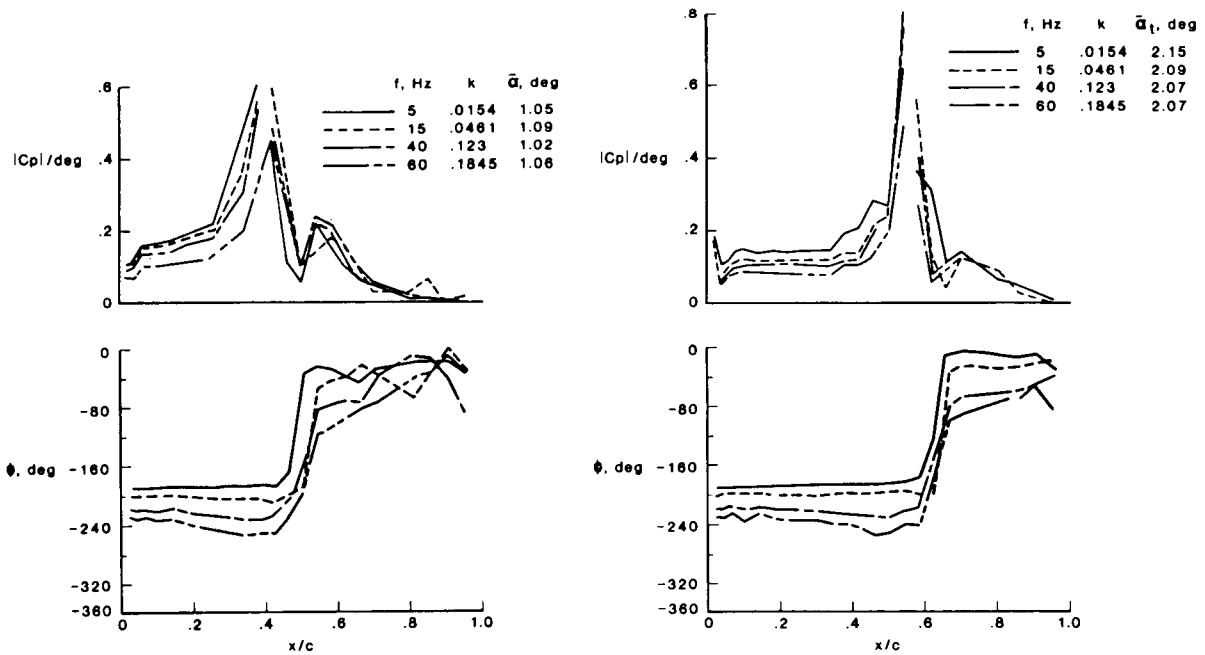 f, Hz k ᾱ, deg
5 .0154 1.05
15 .0461 1.09
40 .123 1.02
60 .1845 1.06
|Cp|/deg
.6
.4
.2
0
0
-80
-160
-240
-320
-360
ϕ, deg
0 .2 .4 .6 .8 1.0
x/c
f, Hz k ᾱt, deg
5 .0154 2.15
15 .0461 2.09
40 .123 2.07
60 .1845 2.07
|Cp|/deg
.8
.6
.4
.2
0
0
-80
-160
-240
-320
-360
ϕ, deg
0 .2 .4 .6 .8 1.0
x/c